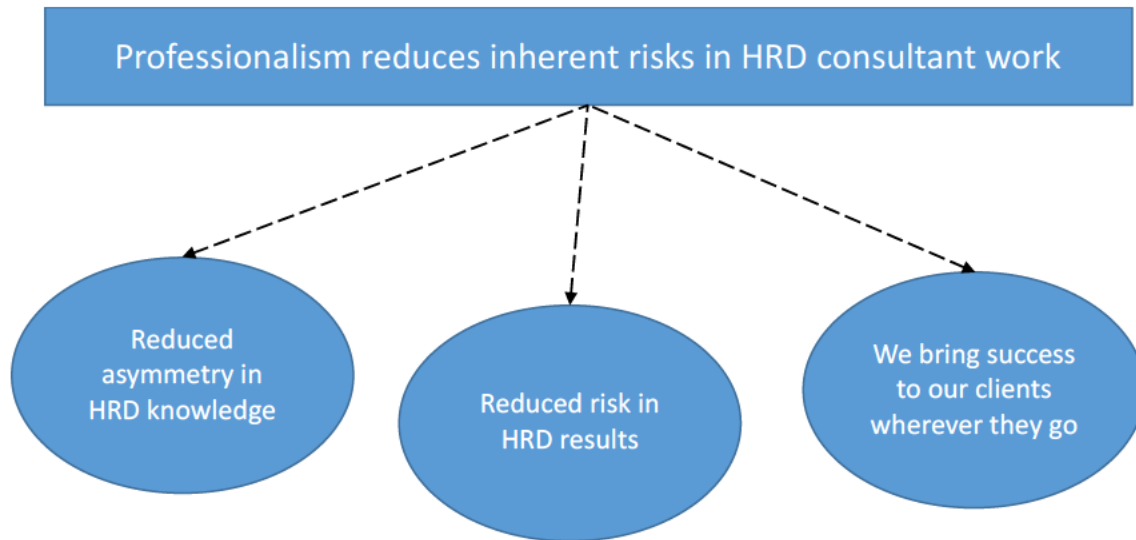 Professionalism reduces inherent risks in HRD consultant work
Reduced
asymmetry in
HRD knowledge
Reduced risk in
HRD results
We bring success
to our clients
wherever they go